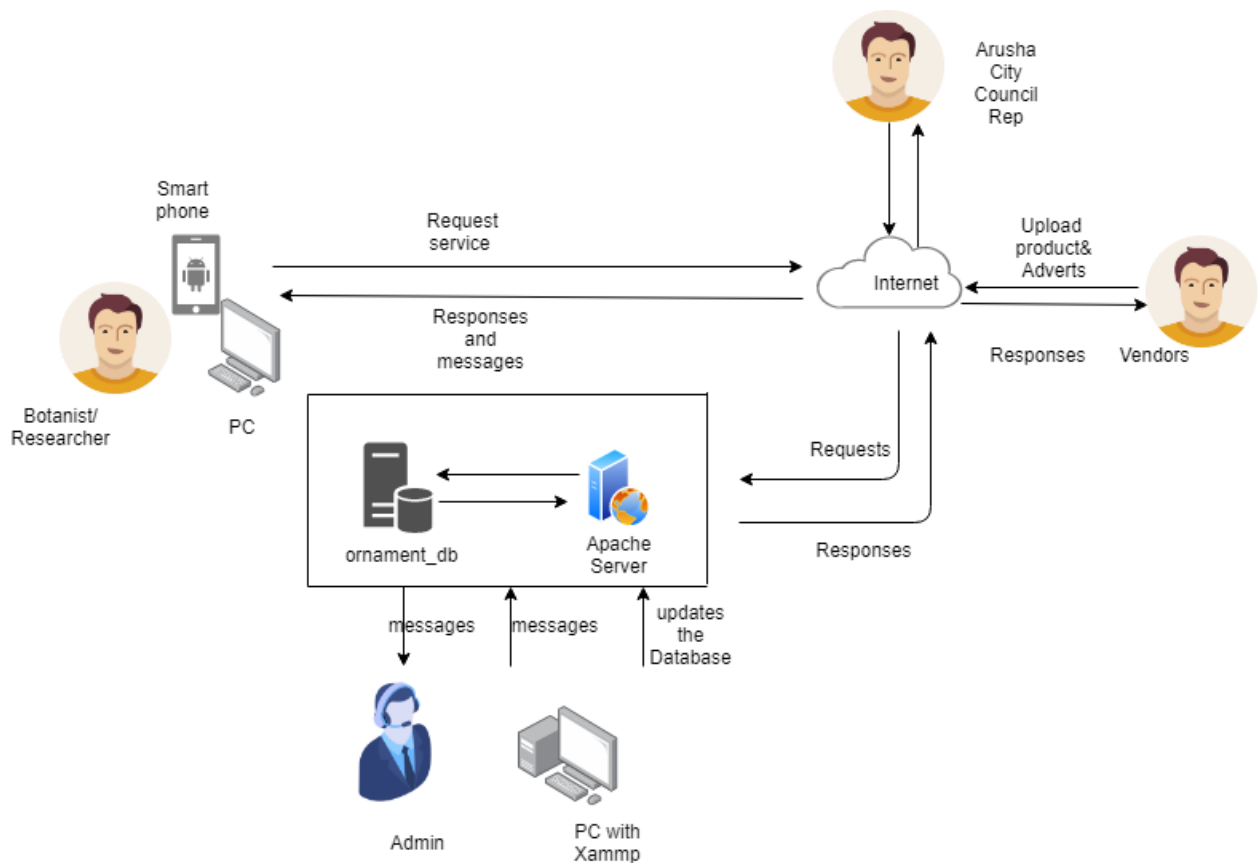 Arusha
City
Council
Rep
Smart
phone
Request
service
Upload
product&
Adverts
Internet
Responses
and
messages
Responses
Vendors
Botanist/
Researcher
PC
Requests
ornament_db
Apache
Server
Responses
messages
messages
updates
the
Database
Admin
PC with
Xammp